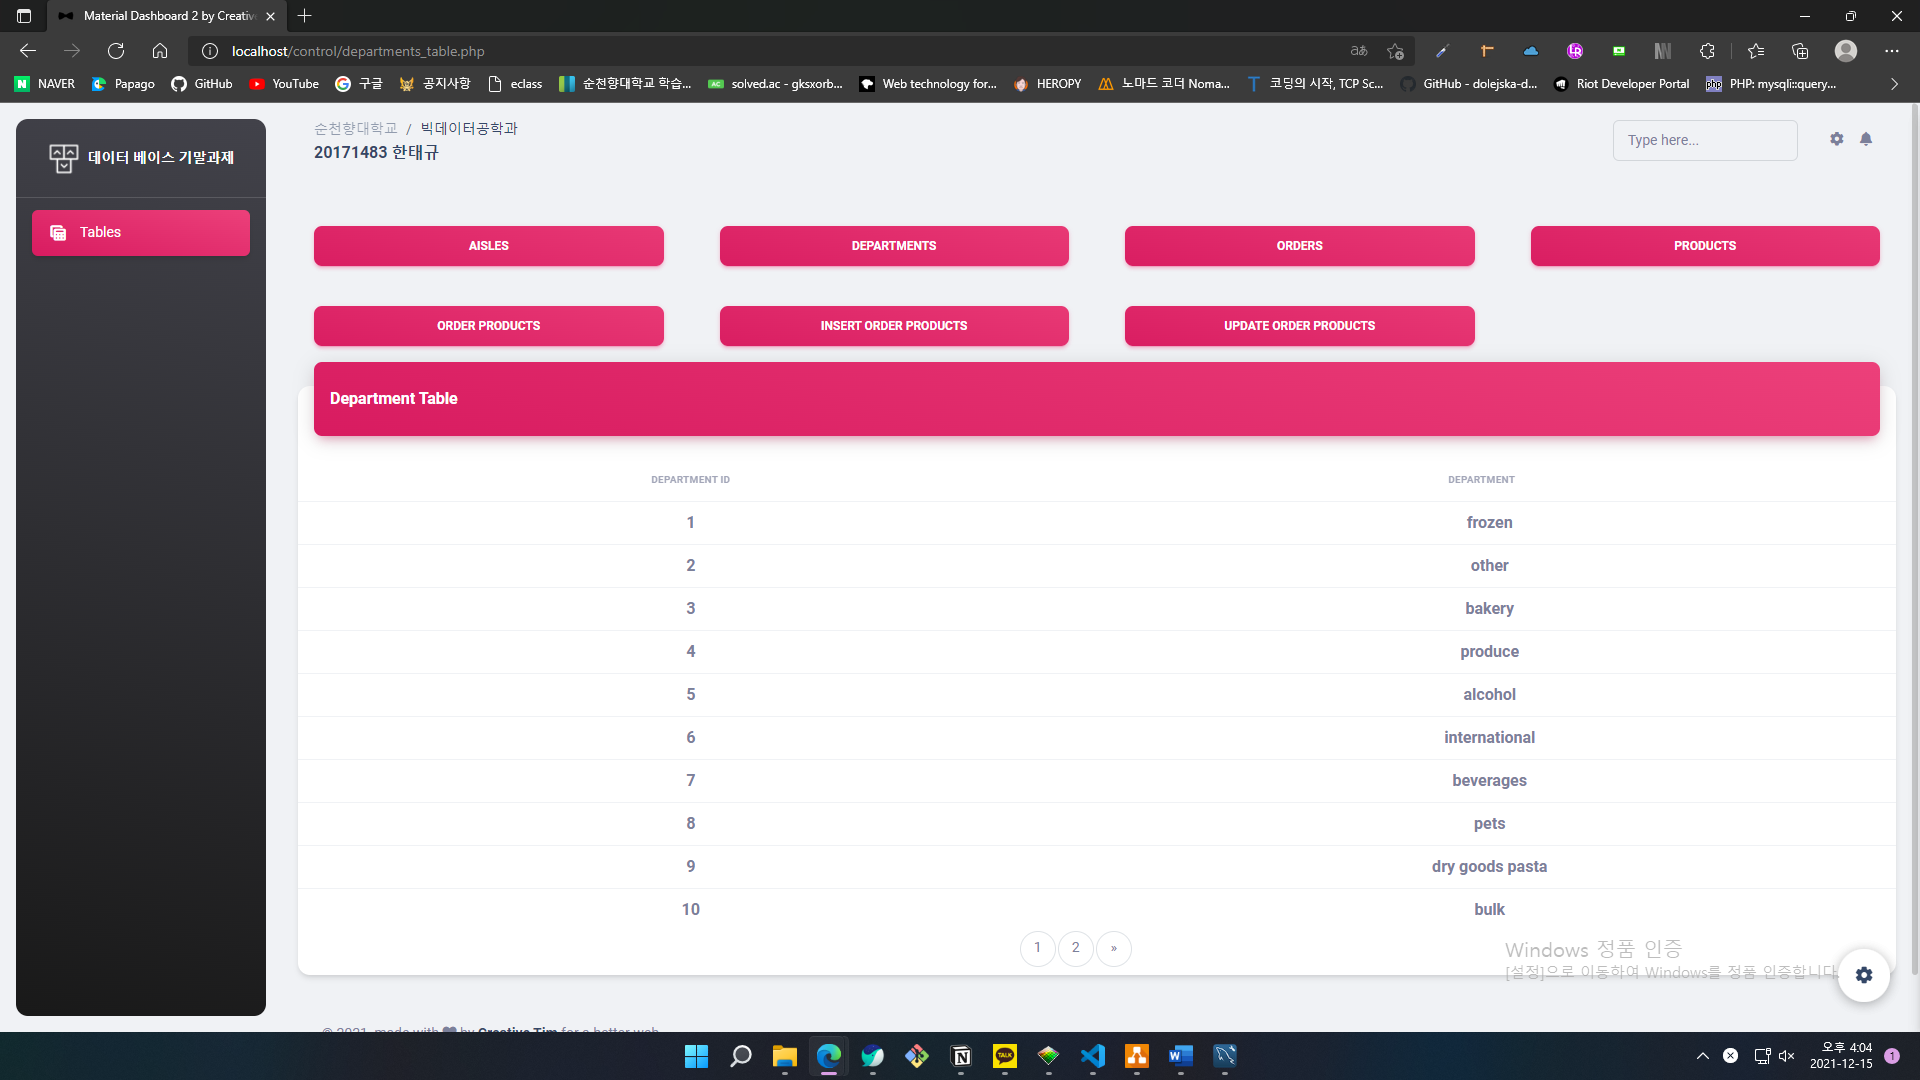 Material Dashboard 2 by Creative
localhost/control/departments_table.php
NAVER Papago GitHub YouTube 구글 공지사항 eclass 순천향대학교 학습... solved.ac - gksxorb... Web technology for... HEROPY 노마드 코더 Noma... 코딩의 시작, TCP Sc... GitHub - dolejska-d... Riot Developer Portal PHP: mysqli::query...
데이터 베이스 기말과제
Tables
순천향대학교 / 빅데이터공학과
20171483 한태규
Type here...
AISLES DEPARTMENTS ORDERS PRODUCTS
ORDER PRODUCTS INSERT ORDER PRODUCTS UPDATE ORDER PRODUCTS
Department Table
DEPARTMENT ID DEPARTMENT
1 frozen
2 other
3 bakery
4 produce
5 alcohol
6 international
7 beverages
8 pets
9 dry goods pasta
10 bulk
1 2 »
Windows 정품 인증
[설정]으로 이동하여 Windows를 정품 인증합니다.
© 2021, made with by Creative Tim for a better web.
오후 4:04
2021-12-15
1